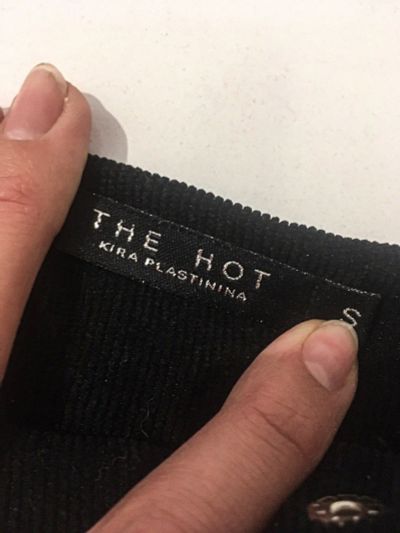 THE HOT
KIRA PLASTININA
S